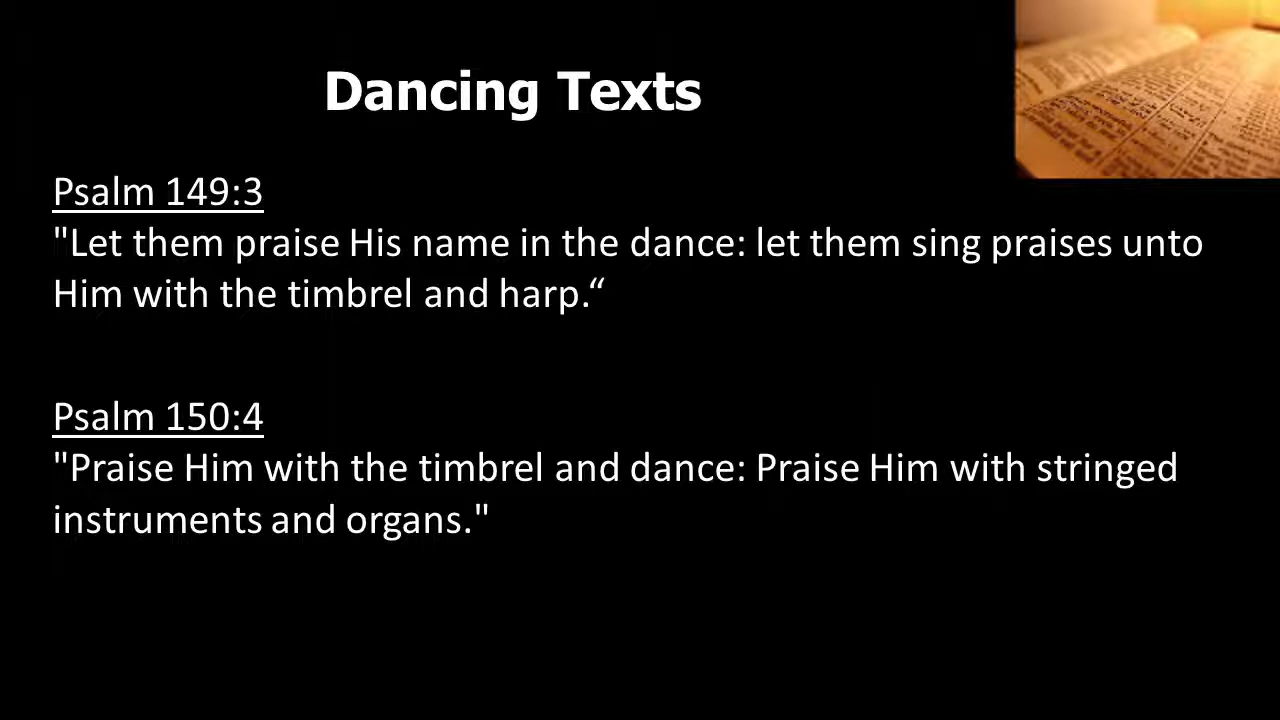 Dancing Texts
Psalm 149:3
"Let them praise His name in the dance: let them sing praises unto
Him with the timbrel and harp.“
Psalm 150:4
"Praise Him with the timbrel and dance: Praise Him with stringed
instruments and organs."